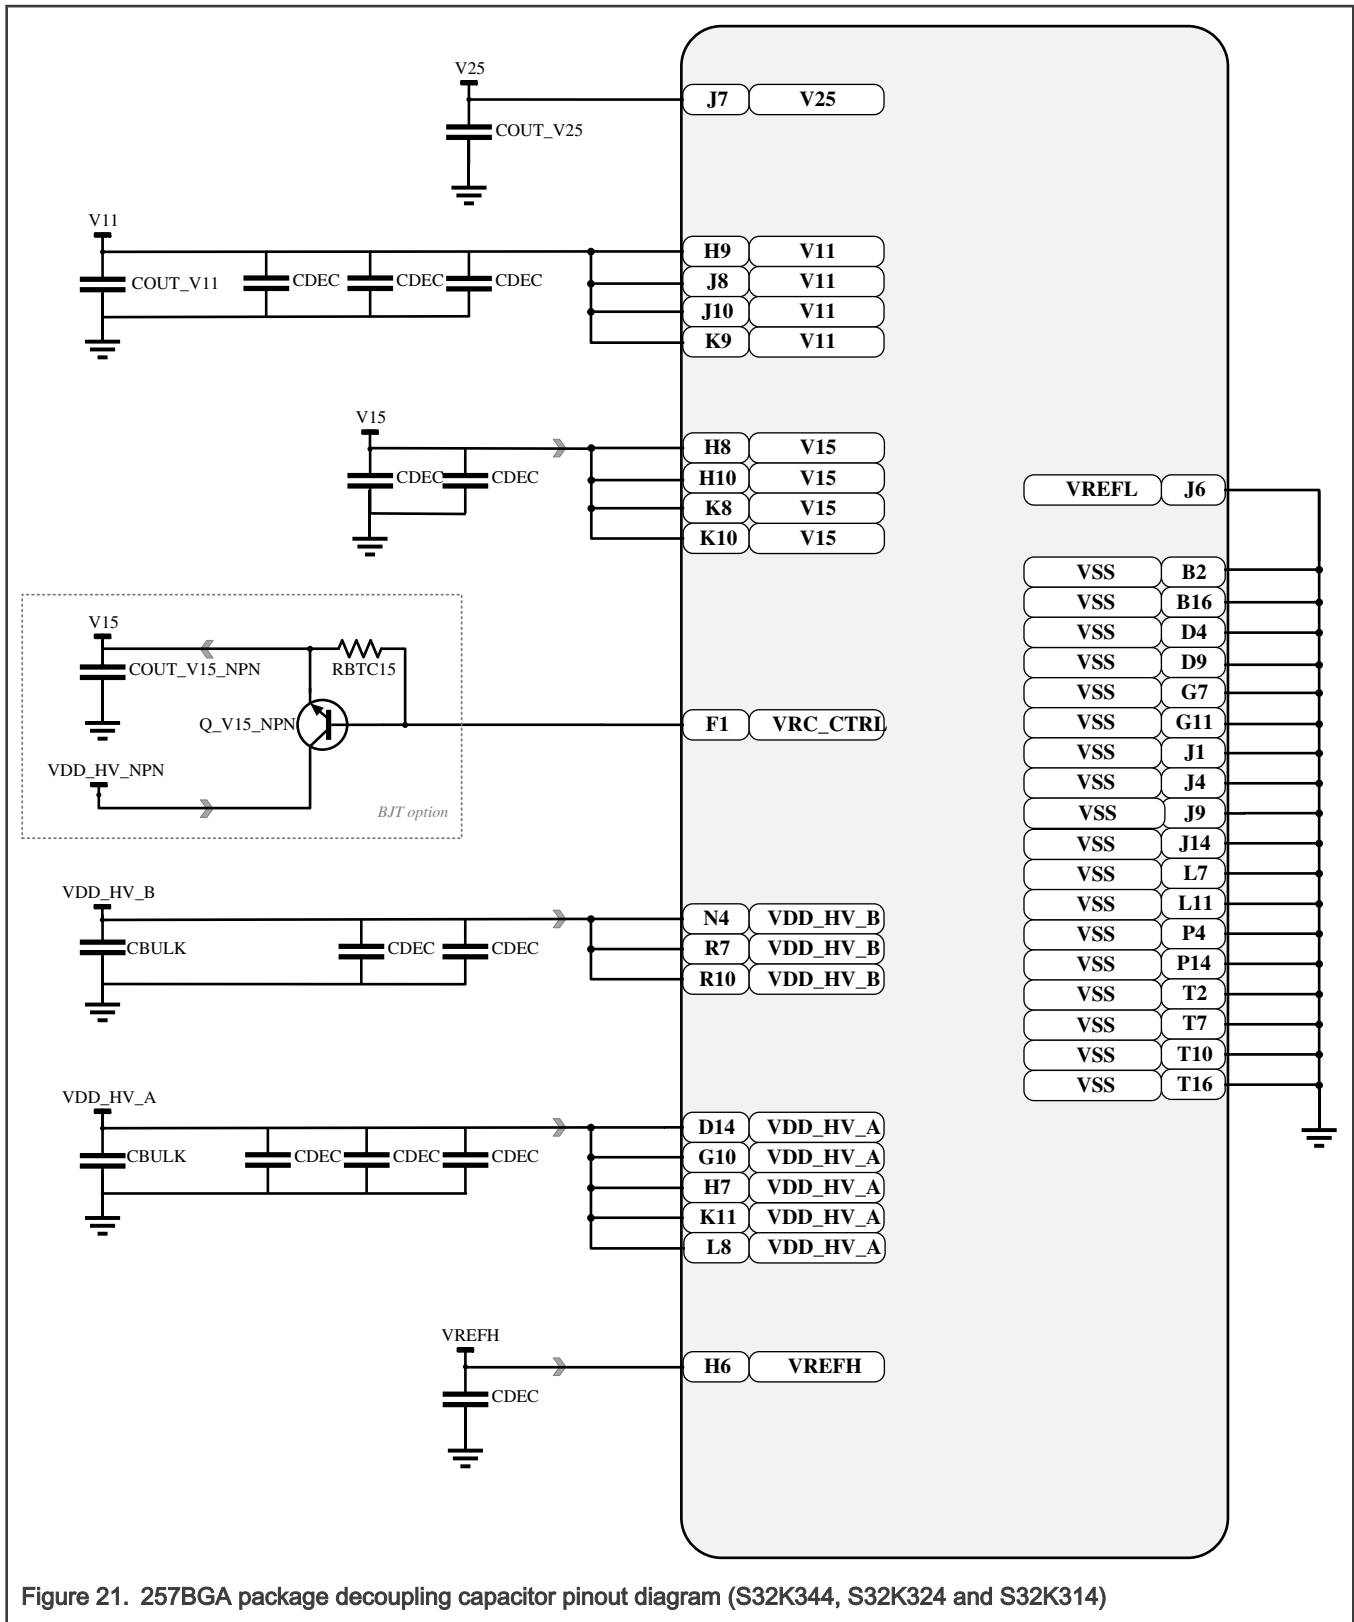 V25
J7 V25
COUT_V25
V11
H9 V11
COUT_V11 CDEC CDEC CDEC J8 V11
J10 V11
K9 V11
V15
H8 V15
CDEC CDEC H10 V15
VREFL J6
K8 V15
K10 V15
VSS B2
VSS B16
V15
VSS D4
COUT_V15_NPN RBTC15
VSS D9
VSS G7
Q_V15_NPN F1 VRC_CTRL
VSS G11
VSS J1
VDD_HV_NPN
VSS J4
BJT option
VSS J9
VSS J14
VSS L7
VDD_HV_B
VSS L11
N4 VDD_HV_B
VSS P4
CBULK CDEC CDEC R7 VDD_HV_B
VSS P14
R10 VDD_HV_B
VSS T2
VSS T7
VSS T10
VSS T16
VDD_HV_A
D14 VDD_HV_A
CBULK CDEC CDEC CDEC G10 VDD_HV_A
H7 VDD_HV_A
K11 VDD_HV_A
L8 VDD_HV_A
VREFH
H6 VREFH
CDEC
Figure 21. 257BGA package decoupling capacitor pinout diagram (S32K344, S32K324 and S32K314)